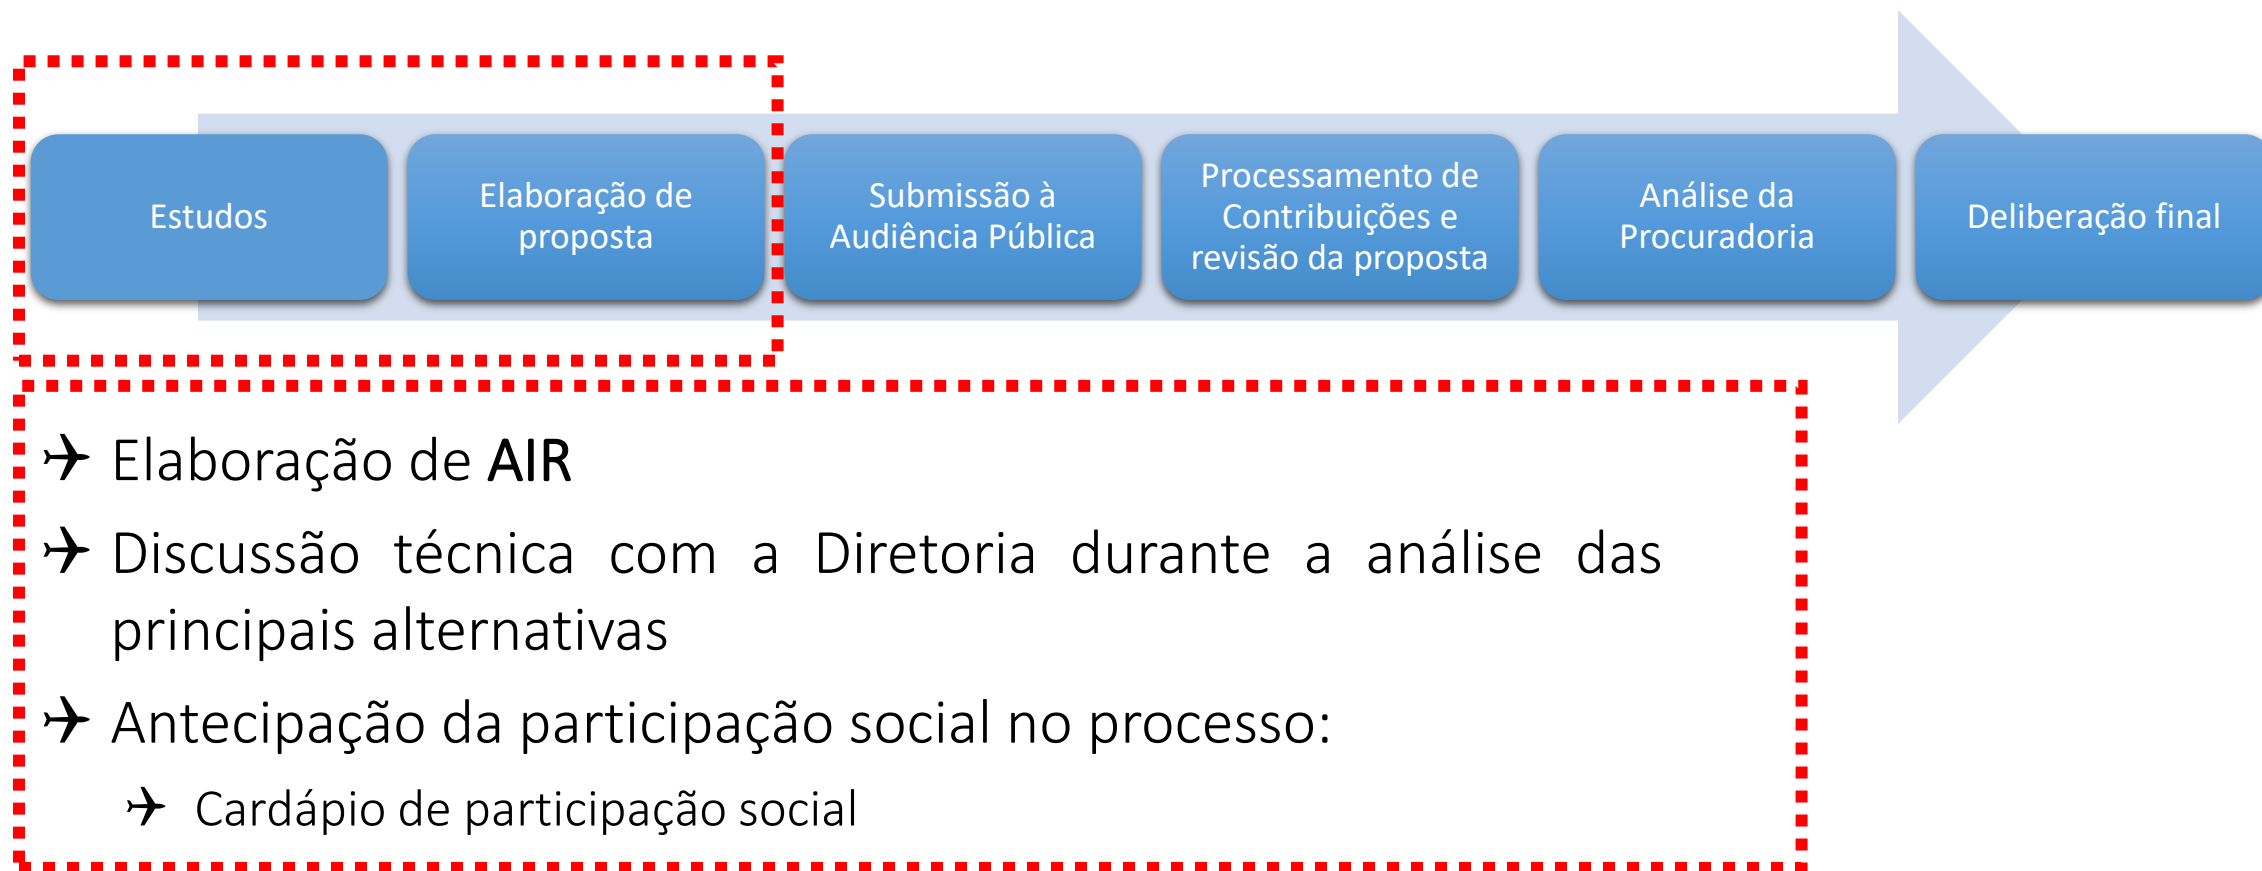 Estudos
Elaboração de
proposta
Submissão à
Audiência Pública
Processamento de
Contribuições e
revisão da proposta
Análise da
Procuradoria
Deliberação final
Elaboração de AIR
Discussão técnica com a Diretoria durante a análise das
principais alternativas
Antecipação da participação social no processo:
Cardápio de participação social